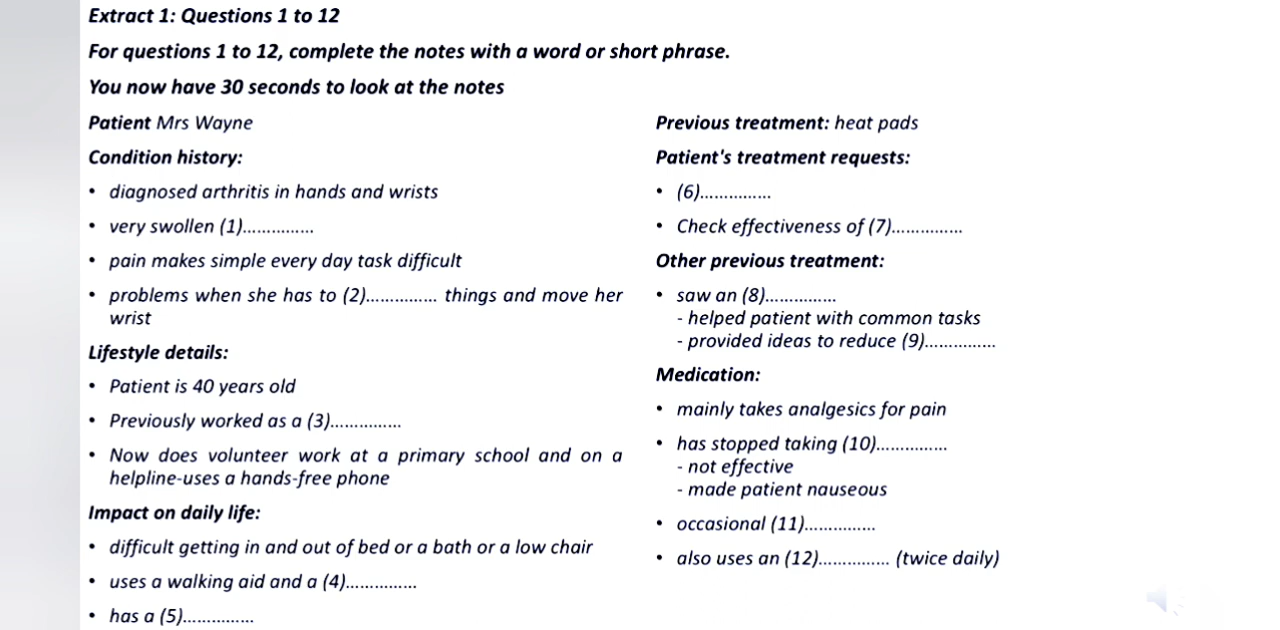 Extract 1: Questions 1 to 12
For questions 1 to 12, complete the notes with a word or short phrase.
You now have 30 seconds to look at the notes
Patient Mrs Wayne
Condition history:
• diagnosed arthritis in hands and wrists
• very swollen (1)...............
• pain makes simple every day task difficult
• problems when she has to (2)............... things and move her
wrist
Lifestyle details:
• Patient is 40 years old
• Previously worked as a (3)...............
• Now does volunteer work at a primary school and on a
helpline-uses a hands-free phone
Impact on daily life:
• difficult getting in and out of bed or a bath or a low chair
• uses a walking aid and a (4)...............
• has a (5)...............
Previous treatment: heat pads
Patient's treatment requests:
• (6)...............
• Check effectiveness of (7)...............
Other previous treatment:
• saw an (8)...............
- helped patient with common tasks
- provided ideas to reduce (9)...............
Medication:
• mainly takes analgesics for pain
• has stopped taking (10)...............
- not effective
- made patient nauseous
• occasional (11)...............
• also uses an (12)............... (twice daily)